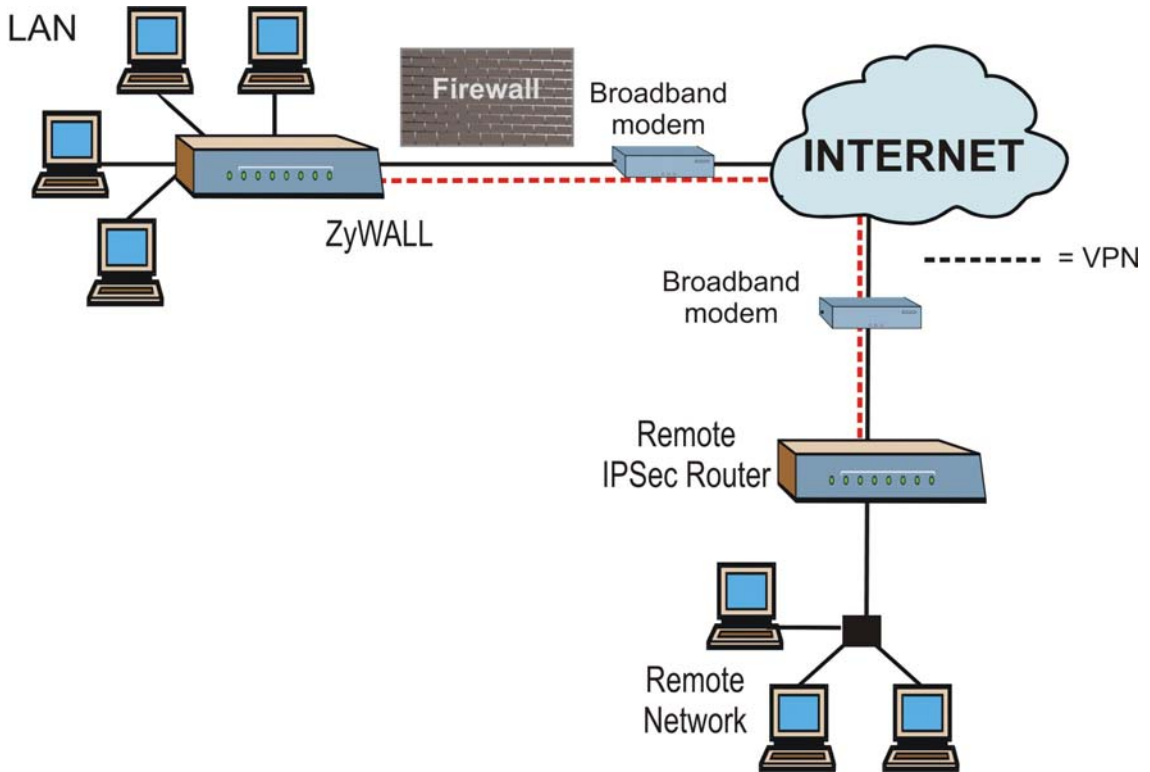 LAN
Firewall
Broadband
modem
INTERNET
ZyWALL
= VPN
Broadband
modem
Remote
IPSec Router
Remote
Network